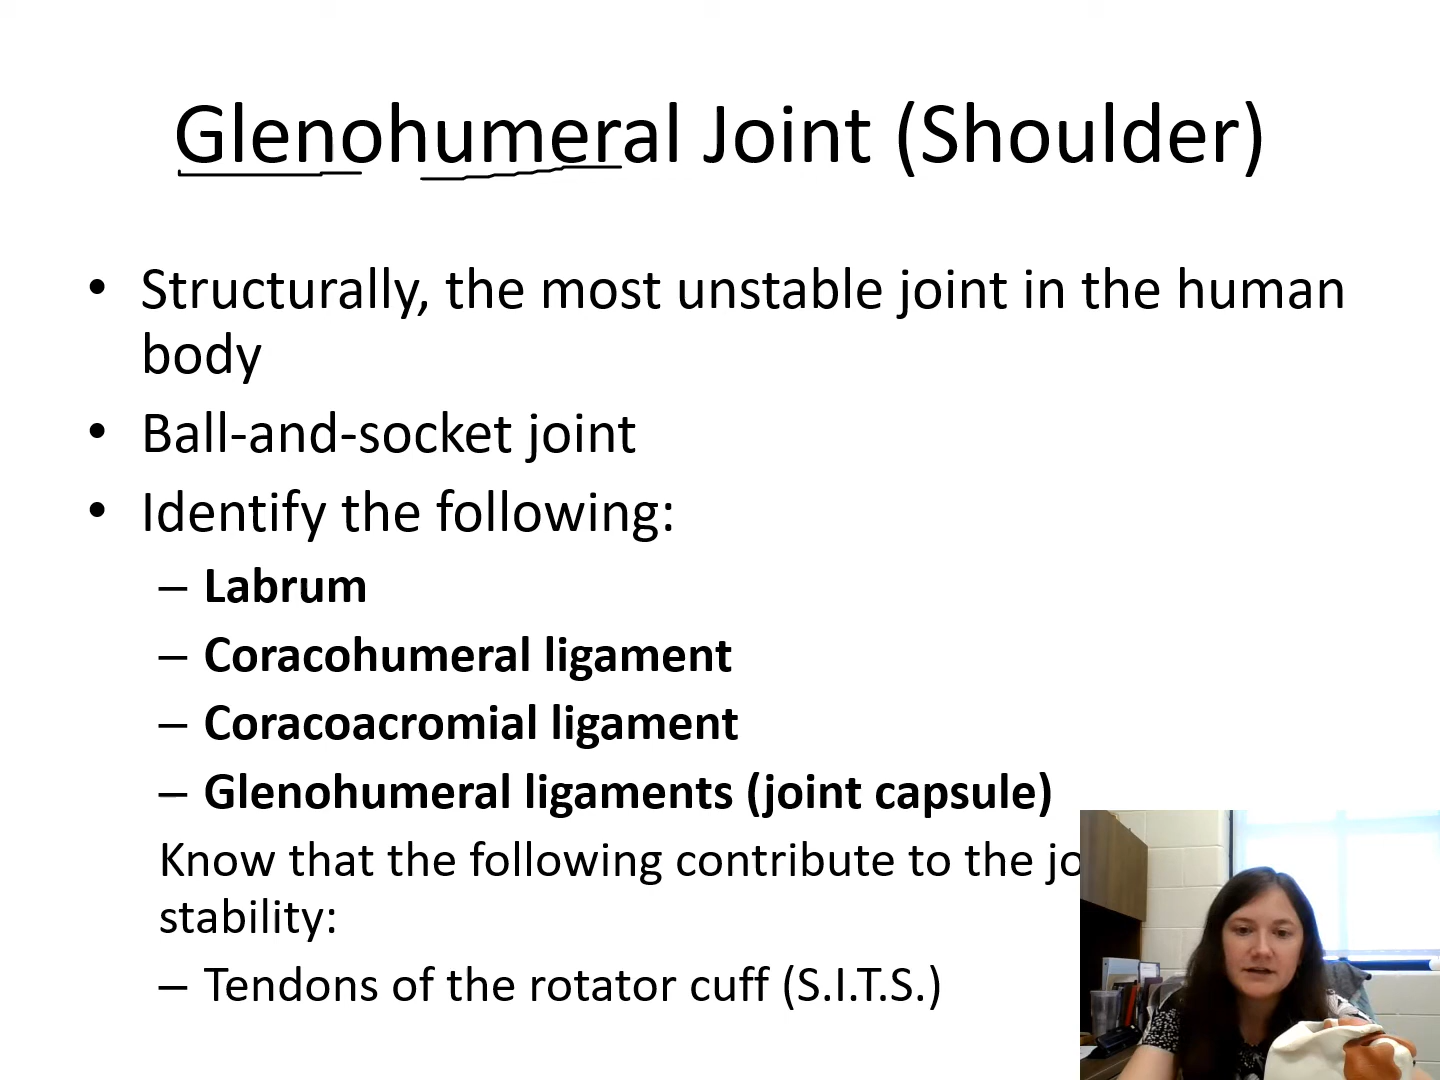 Glenohumeral Joint (Shoulder)
• Structurally, the most unstable joint in the human
body
• Ball-and-socket joint
• Identify the following:
– Labrum
– Coracohumeral ligament
– Coracoacromial ligament
– Glenohumeral ligaments (joint capsule)
Know that the following contribute to the
stability:
– Tendons of the rotator cuff (S.I.T.S.)